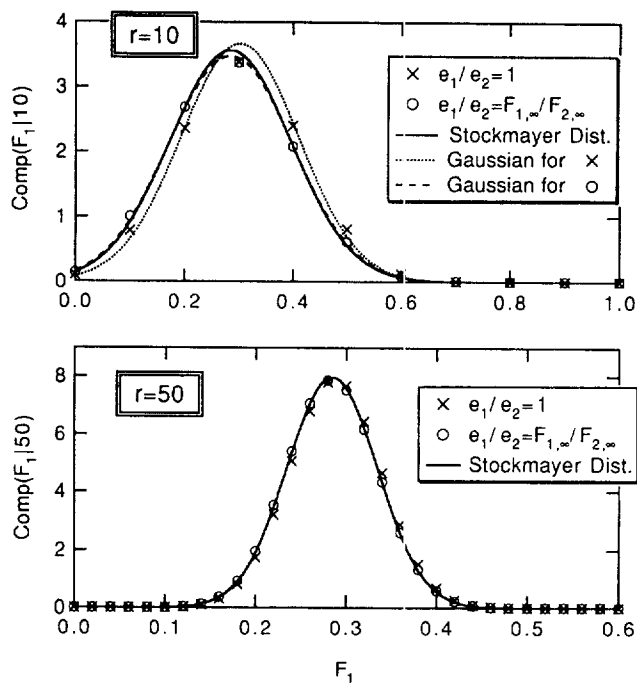 r=10
4
3
2
1
0
Comp(F₁|10)
× e₁/e₂=1
○ e₁/e₂=F₁,∞/F₂,∞
Stockmayer Dist.
Gaussian for ×
Gaussian for ○
0.0 0.2 0.4 0.6 0.8 1.0
r=50
8
6
4
2
0
Comp(F₁|50)
× e₁/e₂=1
○ e₁/e₂=F₁,∞/F₂,∞
Stockmayer Dist.
0.0 0.1 0.2 0.3 0.4 0.5 0.6
F₁